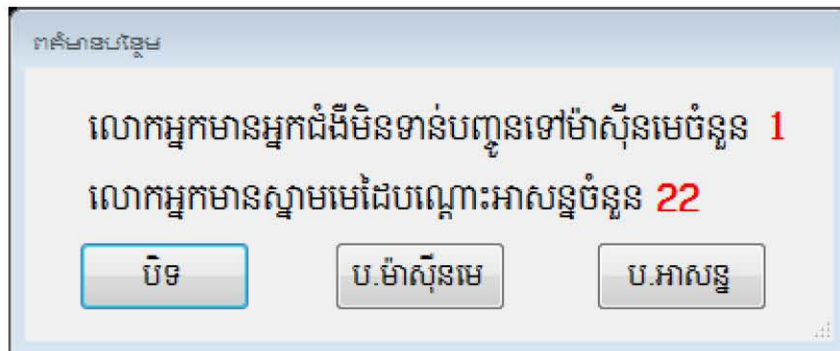 ពត៌មានបន្ថែម
លោកអ្នកមានអ្នកជំងឺមិនទាន់បញ្ជូនទៅម៉ាស៊ីនមេចំនួន 1
លោកអ្នកមានស្នាមមេដៃបណ្តោះអាសន្នចំនួន 22
បិទ ប.ម៉ាស៊ីនមេ ប.អាសន្ន